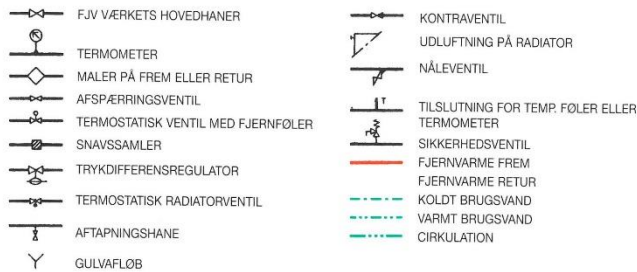 FJV VÆRKETS HOVEDHANER
TERMOMETER
MALER PÅ FREM ELLER RETUR
AFSPÆRRINGSVENTIL
TERMOSTATISK VENTIL MED FJERNFØLER
SNAVSSAMLER
TRYKDIFFERENSREGULATOR
TERMOSTATISK RADIATORVENTIL
AFTAPNINGSHANE
GULVAFLØB
KONTRAVENTIL
UDLUFTNING PÅ RADIATOR
NÅLEVENTIL
T
TILSLUTNING FOR TEMP. FØLER ELLER
TERMOMETER
SIKKERHEDSVENTIL
FJERNVARME FREM
FJERNVARME RETUR
KOLDT BRUGSVAND
VARMT BRUGSVAND
CIRKULATION